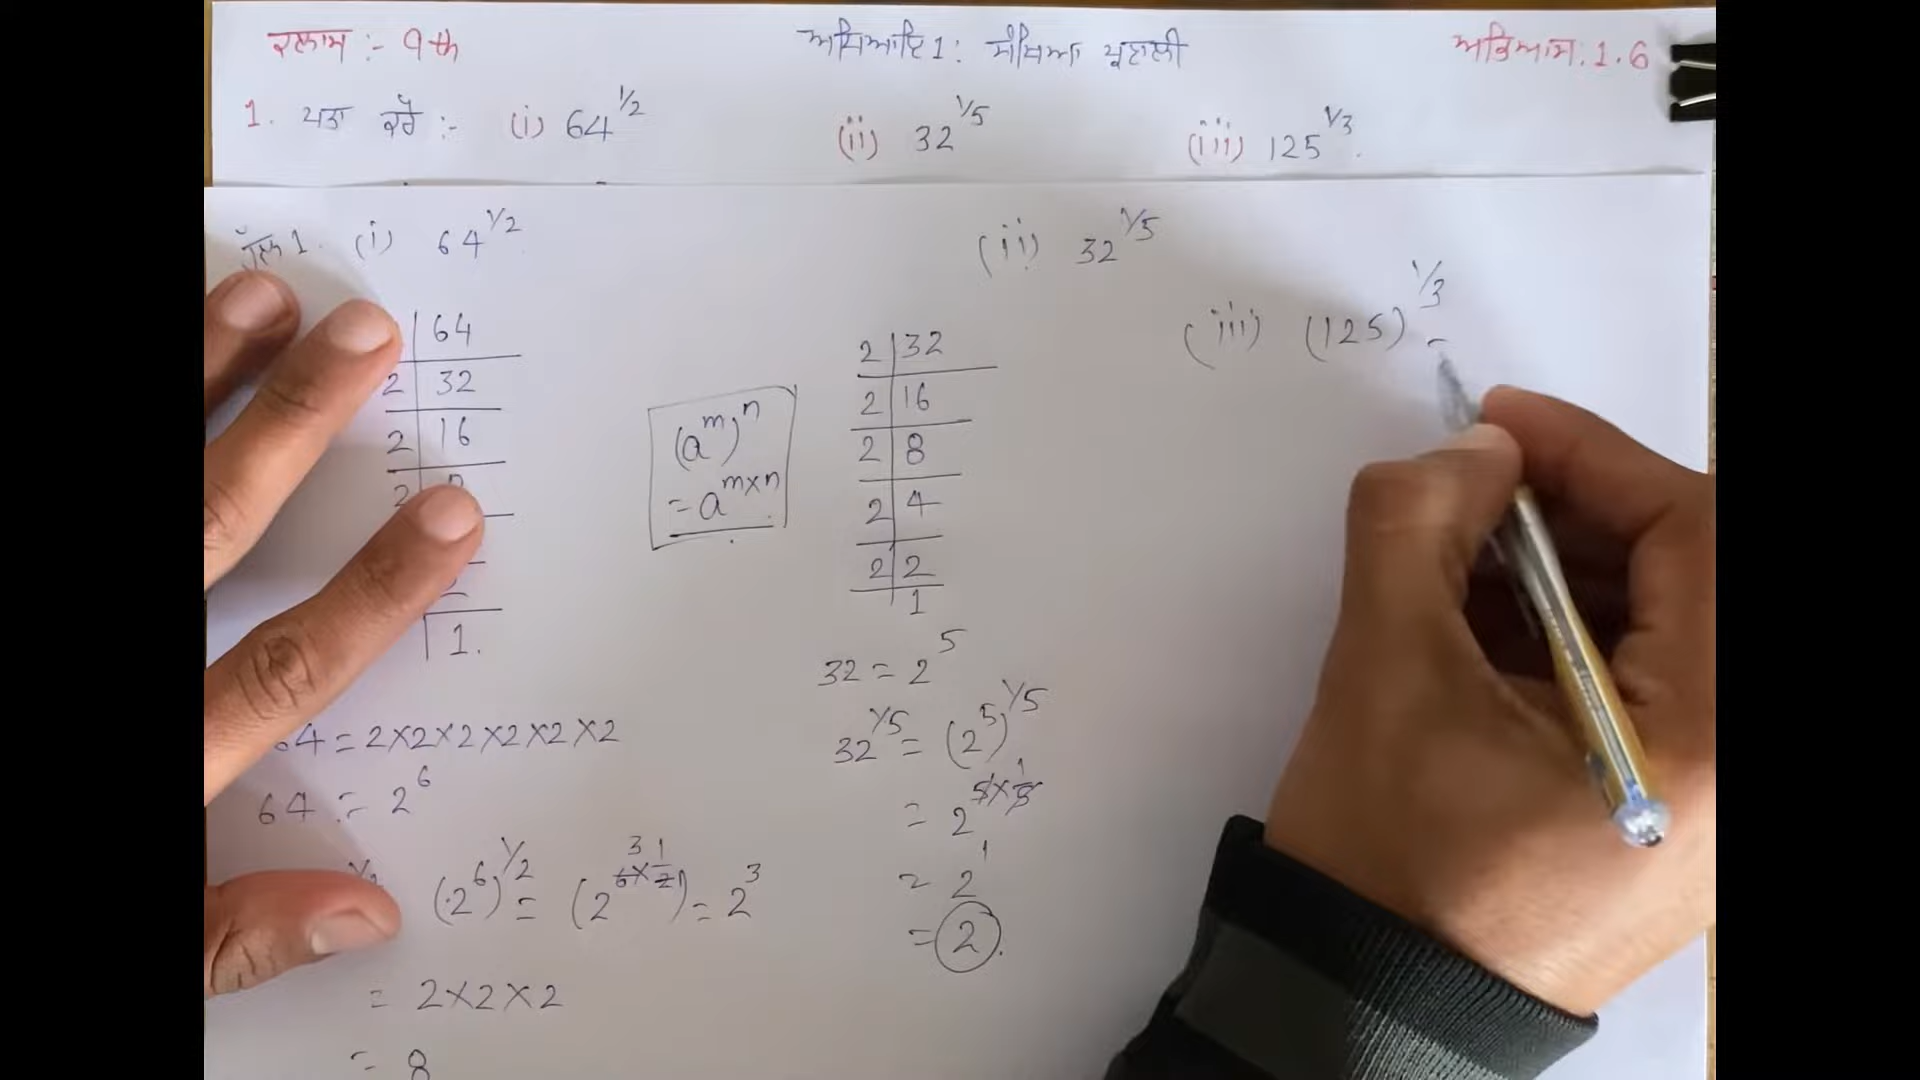 ਕਲਾਸ :- 9th
ਅਧਿਆਇ 1 : ਸੰਖਿਆ ਪ੍ਰਣਾਲੀ
ਅਭਿਆਸ : 1.6
1. ਪਤਾ ਕਰੋ :- (i) 64^1/2 (ii) 32^1/5 (iii) 125^1/3.
ਹੱਲ 1. (i) 64^1/2
64
2 32
2 16
2
1.
64 = 2×2×2×2×2×2
64 = 2^6
(2^6)^1/2 = (2^6×1/2) = 2^3
= 2×2×2
= 8
(a^m)^n
= a^m×n
(ii) 32^1/5
2 32
2 16
2 8
2 4
2 2
1
32 = 2^5
32^1/5 = (2^5)^1/5
= 2^5×1/5
= 2^1
= 2.
(iii) (125)^1/3 =